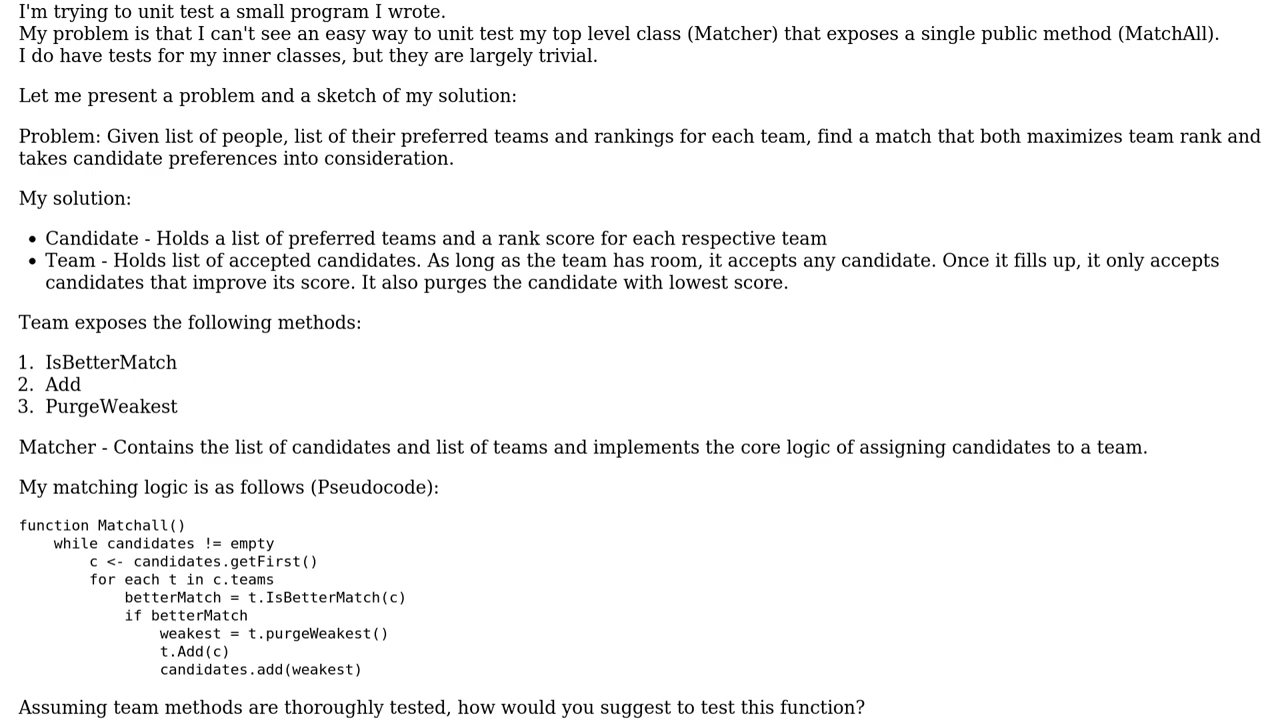 I'm trying to unit test a small program I wrote.
My problem is that I can't see an easy way to unit test my top level class (Matcher) that exposes a single public method (MatchAll).
I do have tests for my inner classes, but they are largely trivial.
Let me present a problem and a sketch of my solution:
Problem: Given list of people, list of their preferred teams and rankings for each team, find a match that both maximizes team rank and
takes candidate preferences into consideration.
My solution:
• Candidate - Holds a list of preferred teams and a rank score for each respective team
• Team - Holds list of accepted candidates. As long as the team has room, it accepts any candidate. Once it fills up, it only accepts
candidates that improve its score. It also purges the candidate with lowest score.
Team exposes the following methods:
1. IsBetterMatch
2. Add
3. PurgeWeakest
Matcher - Contains the list of candidates and list of teams and implements the core logic of assigning candidates to a team.
My matching logic is as follows (Pseudocode):
function Matchall()
    while candidates != empty
        c <- candidates.getFirst()
        for each t in c.teams
            betterMatch = t.IsBetterMatch(c)
            if betterMatch
                weakest = t.purgeWeakest()
                t.Add(c)
                candidates.add(weakest)
Assuming team methods are thoroughly tested, how would you suggest to test this function?